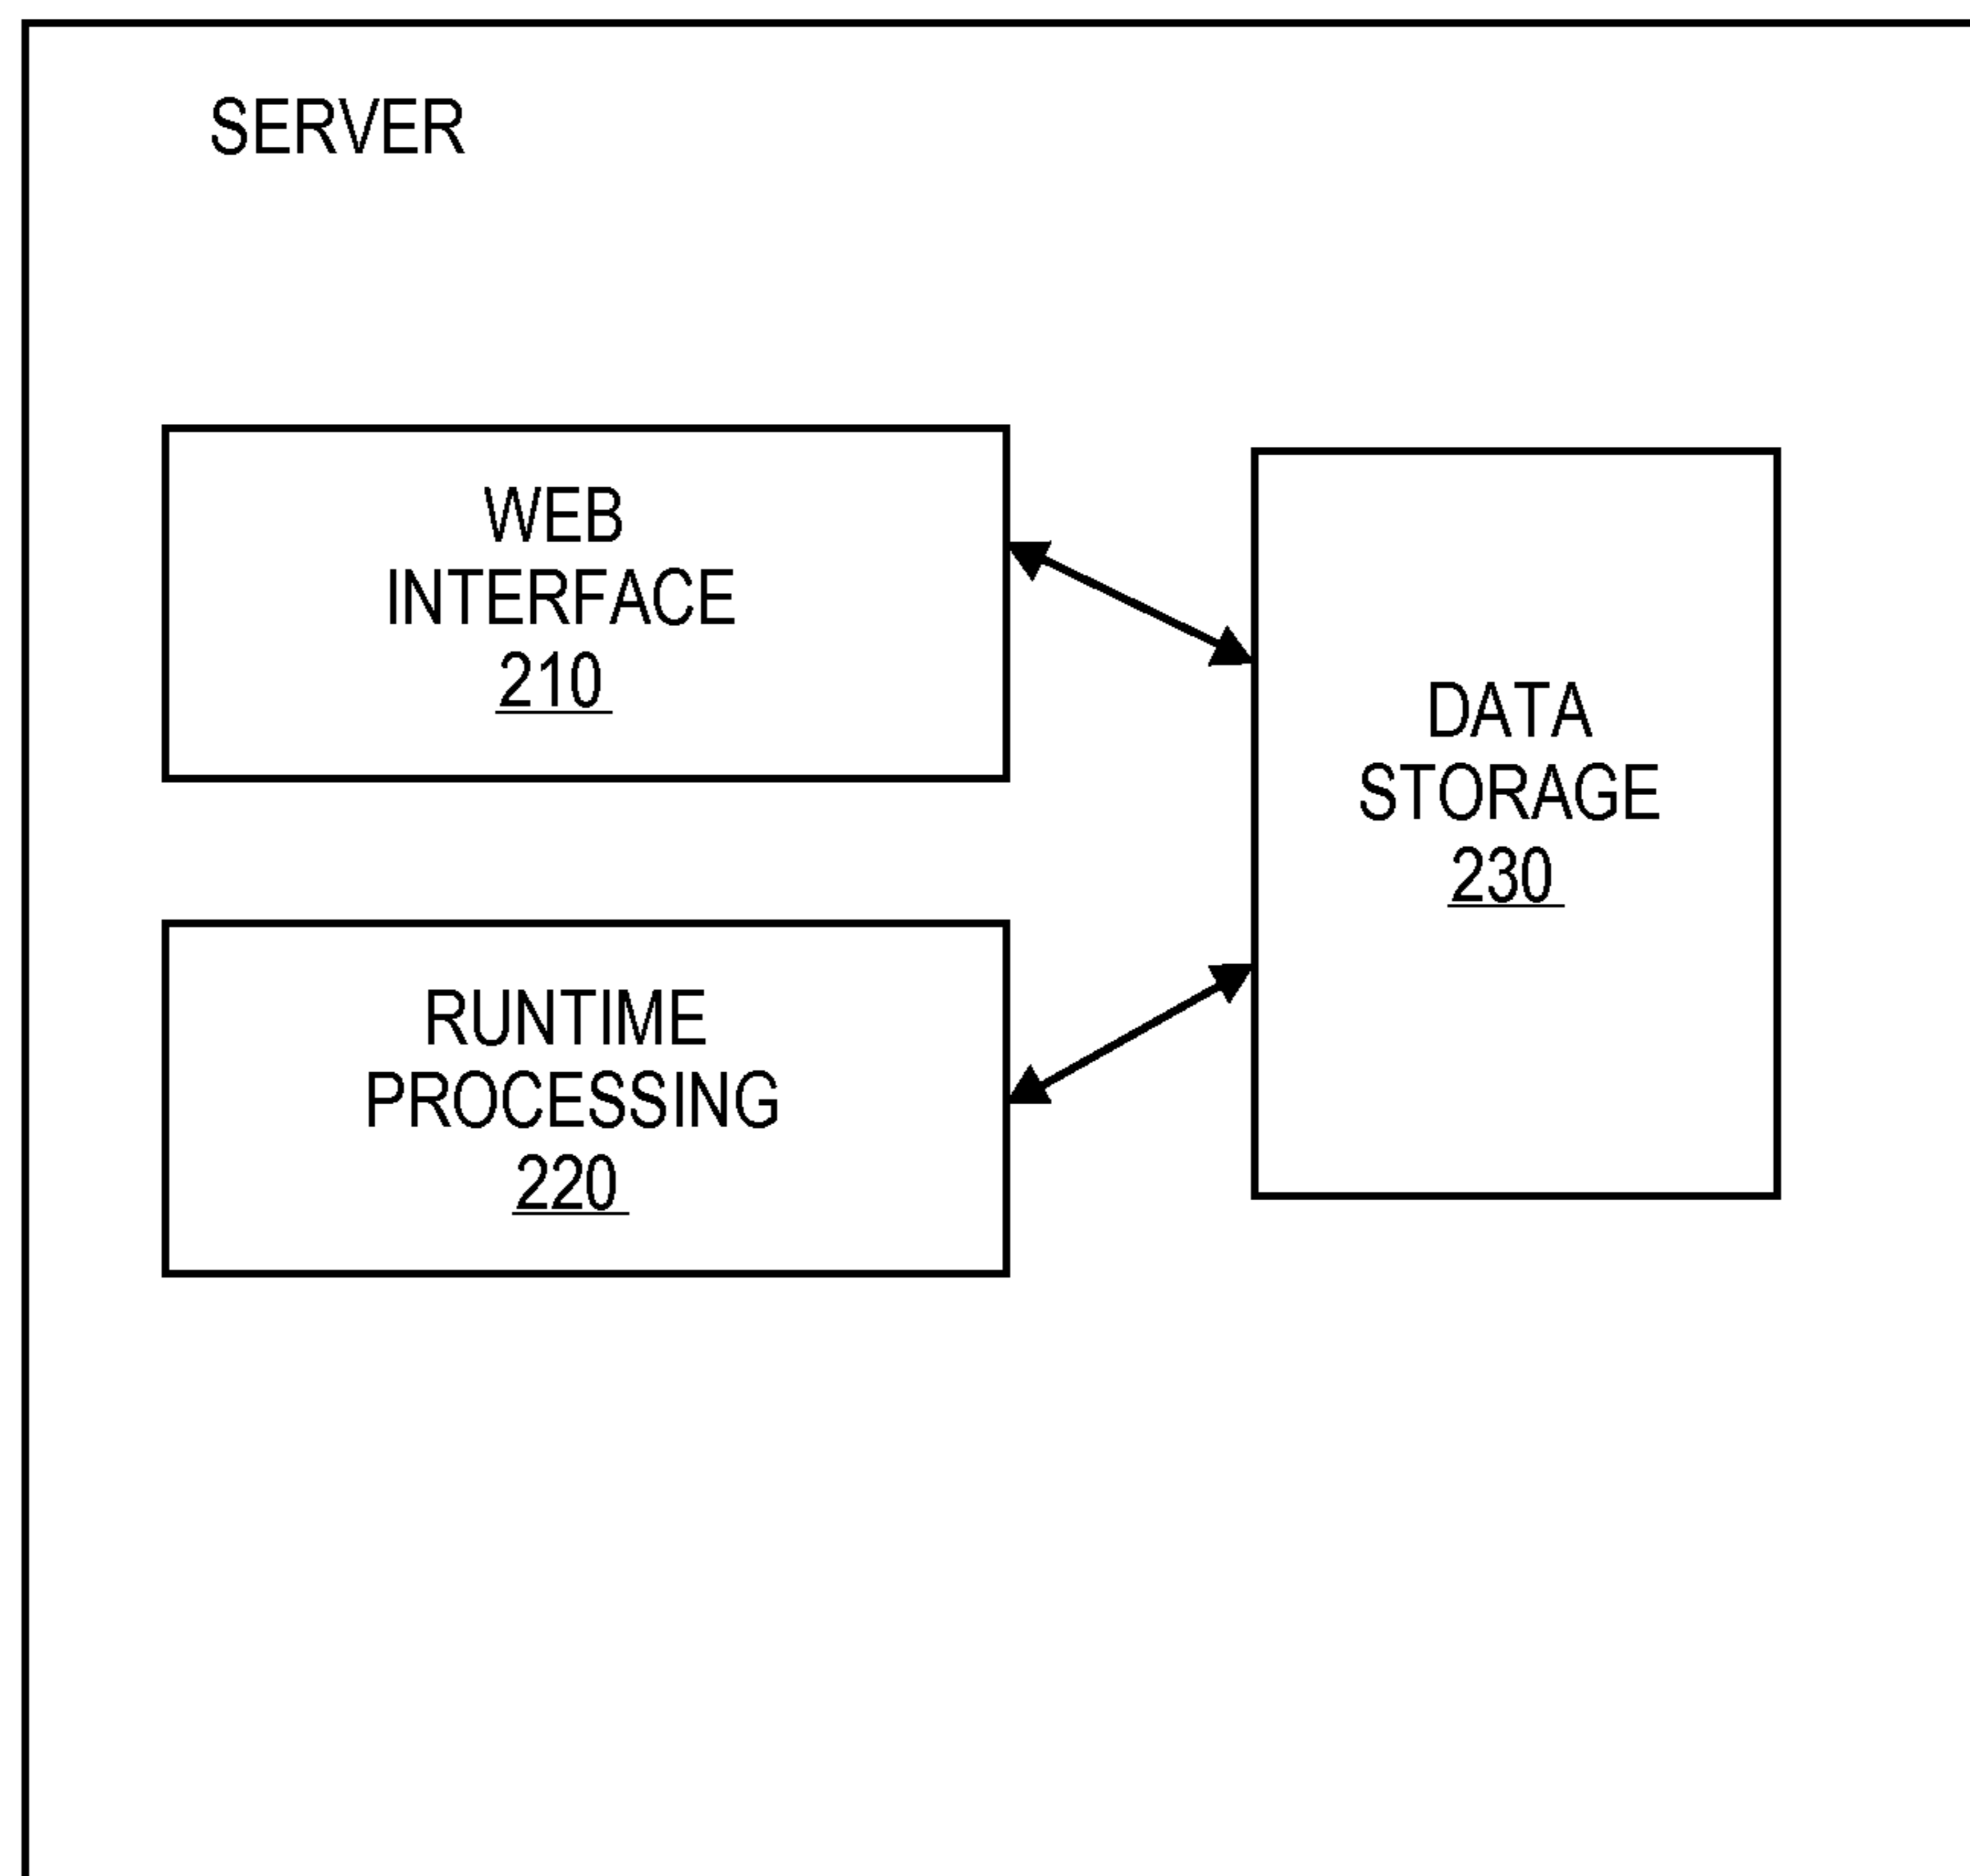 SERVER
WEB
INTERFACE
210
DATA
STORAGE
230
RUNTIME
PROCESSING
220